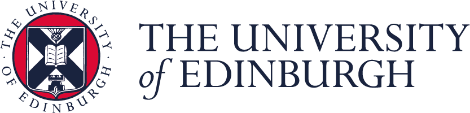 THE UNIVERSITY
OF EDINBURGH
THE UNIVERSITY
of EDINBURGH